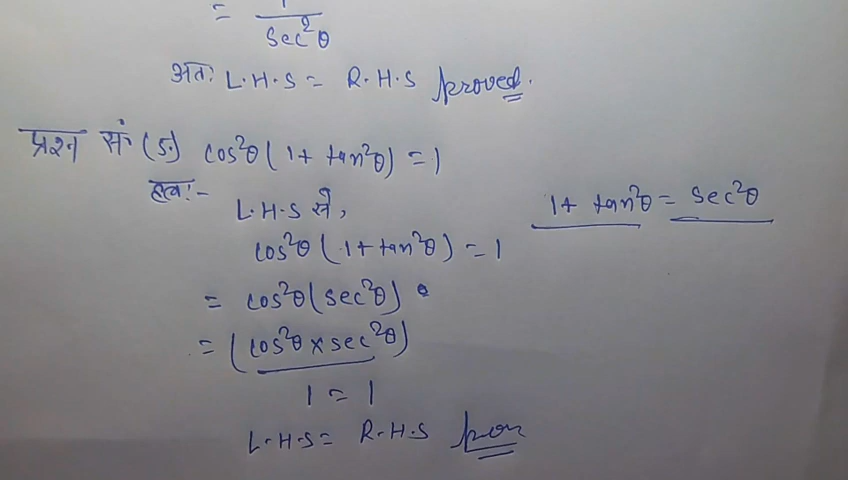 = 1
sec²θ
अतः L.H.S = R.H.S proved.
प्रश्न सं. (5.) cos²θ(1 + tan²θ) = 1
हल:-
L.H.S से,
1 + tan²θ = sec²θ
cos²θ(1 + tan²θ) = 1
= cos²θ(sec²θ)
= (cos²θ × sec²θ)
1 = 1
L.H.S = R.H.S